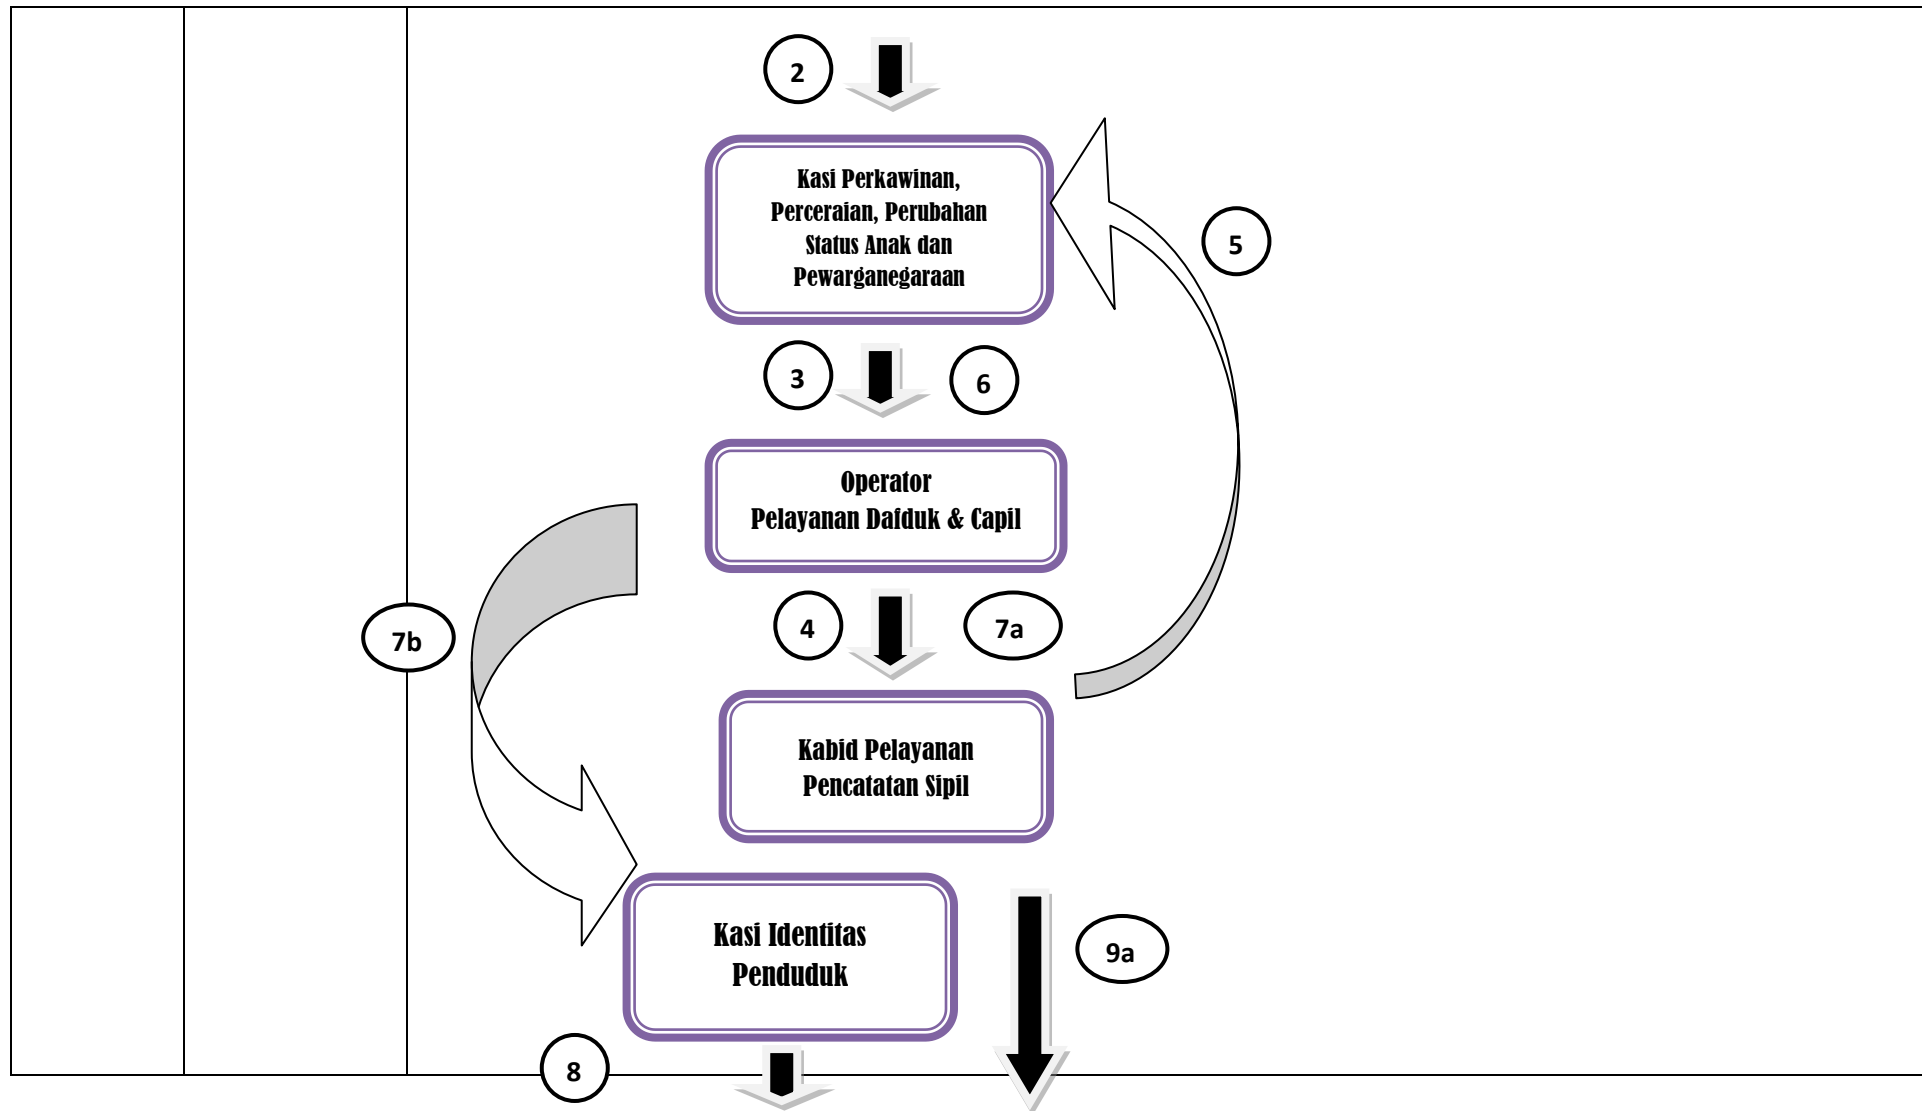 2
Kasi Perkawinan,
Perceraian, Perubahan
Status Anak dan
Pewarganegaraan
5
3
6
Operator
Pelayanan Dafduk & Capil
4
7a
7b
Kabid Pelayanan
Pencatatan Sipil
Kasi Identitas
Penduduk
9a
8